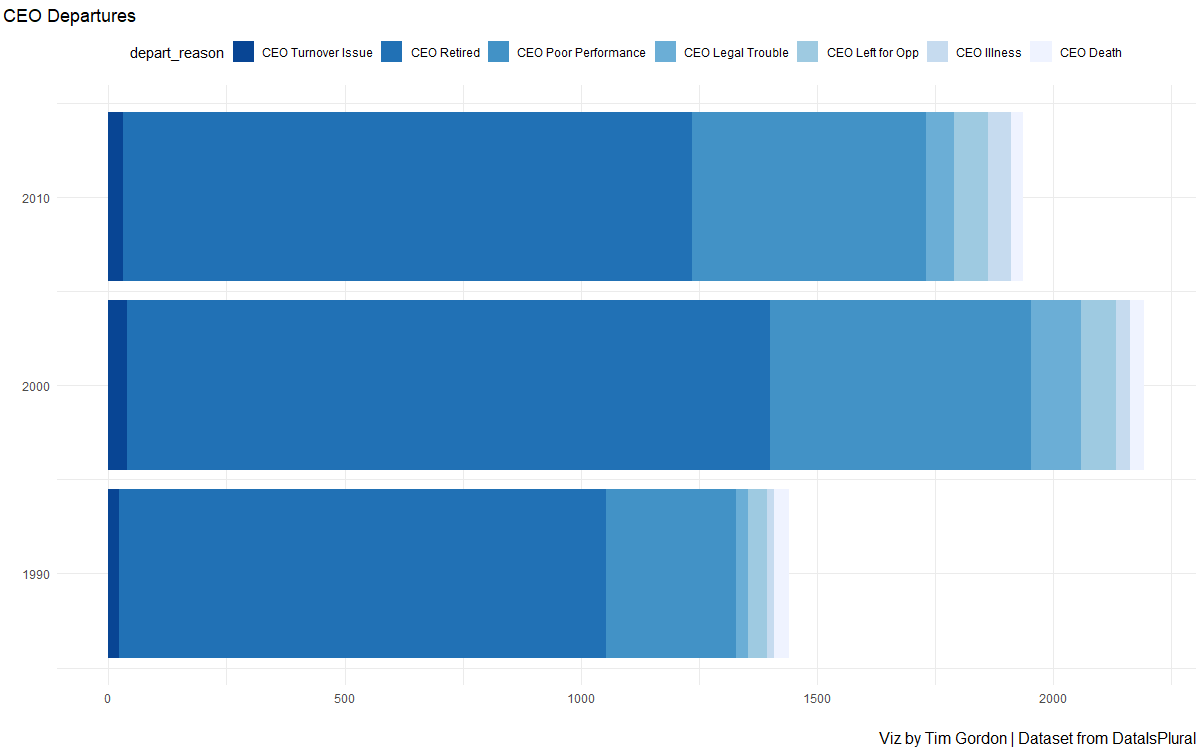 CEO Departures
depart_reason CEO Turnover Issue CEO Retired CEO Poor Performance CEO Legal Trouble CEO Left for Opp CEO Illness CEO Death
2010
2000
1990
0 500 1000 1500 2000
Viz by Tim Gordon | Dataset from DataIsPlural